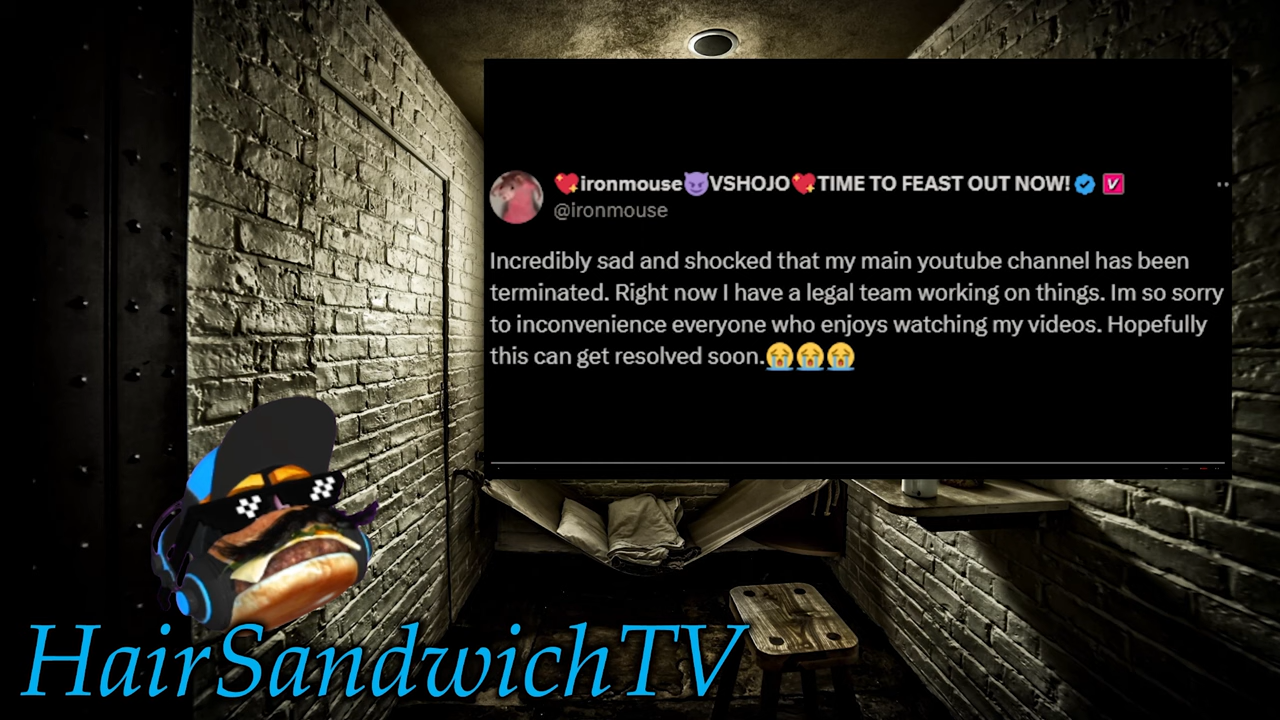 💖ironmouse😈VSHOJO💖TIME TO FEAST OUT NOW! V
@ironmouse
Incredibly sad and shocked that my main youtube channel has been
terminated. Right now I have a legal team working on things. Im so sorry
to inconvenience everyone who enjoys watching my videos. Hopefully
this can get resolved soon.😭😭😭
HairSandwichTV